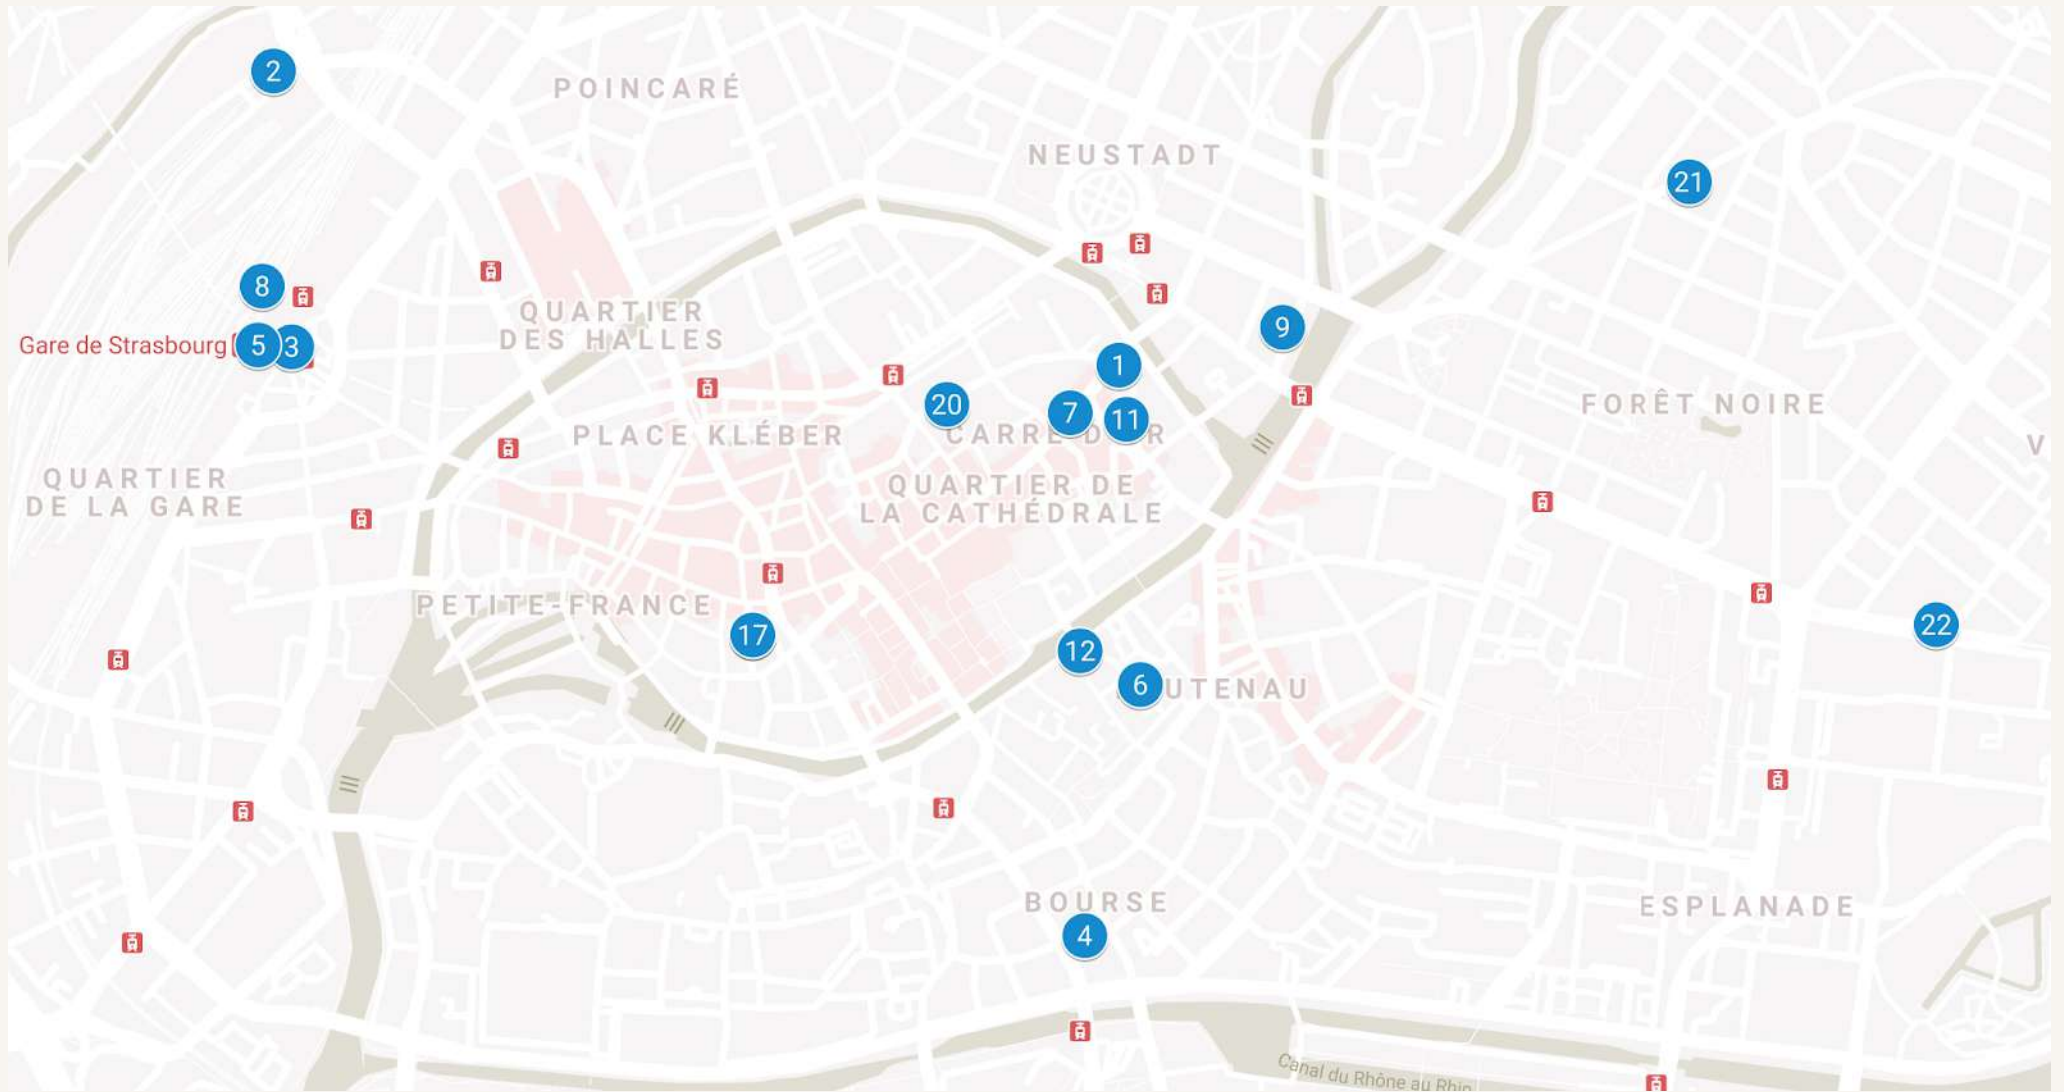 2
POINCARÉ
NEUSTADT
21
8
QUARTIER
DES HALLES
9
Gare de Strasbourg
5
3
1
20
7
11
FORÊT NOIRE
PLACE KLÉBER
CARRÉ D'OR
V
QUARTIER
DE LA GARE
QUARTIER DE
LA CATHÉDRALE
PETITE-FRANCE
17
22
12
6
UTENAU
BOURSE
4
ESPLANADE
Canal du Rhône au Rhin